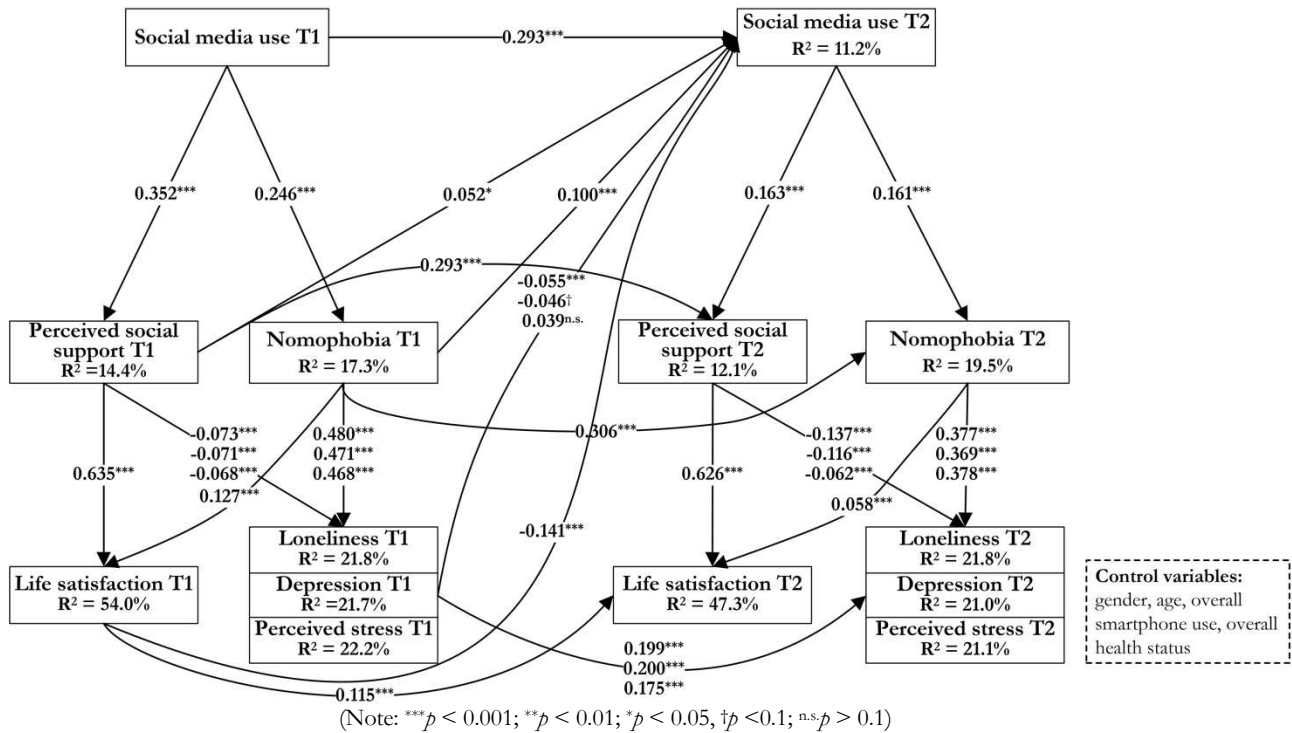 Social media use T1
0.293***
Social media use T2
R² = 11.2%
0.352***
0.246***
0.052*
0.100***
0.163***
0.161***
0.293***
-0.055***
-0.046†
0.039n.s.
Perceived social
support T1
R² =14.4%
Nomophobia T1
R² = 17.3%
Perceived social
support T2
R² = 12.1%
Nomophobia T2
R² = 19.5%
0.306***
-0.073***
-0.071***
-0.068***
0.480***
0.471***
0.468***
0.635***
0.127***
-0.137***
-0.116***
-0.062***
0.377***
0.369***
0.378***
0.626***
0.058***
-0.141***
Life satisfaction T1
R² = 54.0%
Loneliness T1
R² = 21.8%
Depression T1
R² =21.7%
Perceived stress T1
R² = 22.2%
Life satisfaction T2
R² = 47.3%
Loneliness T2
R² = 21.8%
Depression T2
R² = 21.0%
Perceived stress T2
R² = 21.1%
Control variables:
gender, age, overall
smartphone use, overall
health status
0.199***
0.200***
0.175***
0.115***
(Note: ***p < 0.001; **p < 0.01; *p < 0.05, †p <0.1; n.s.p > 0.1)